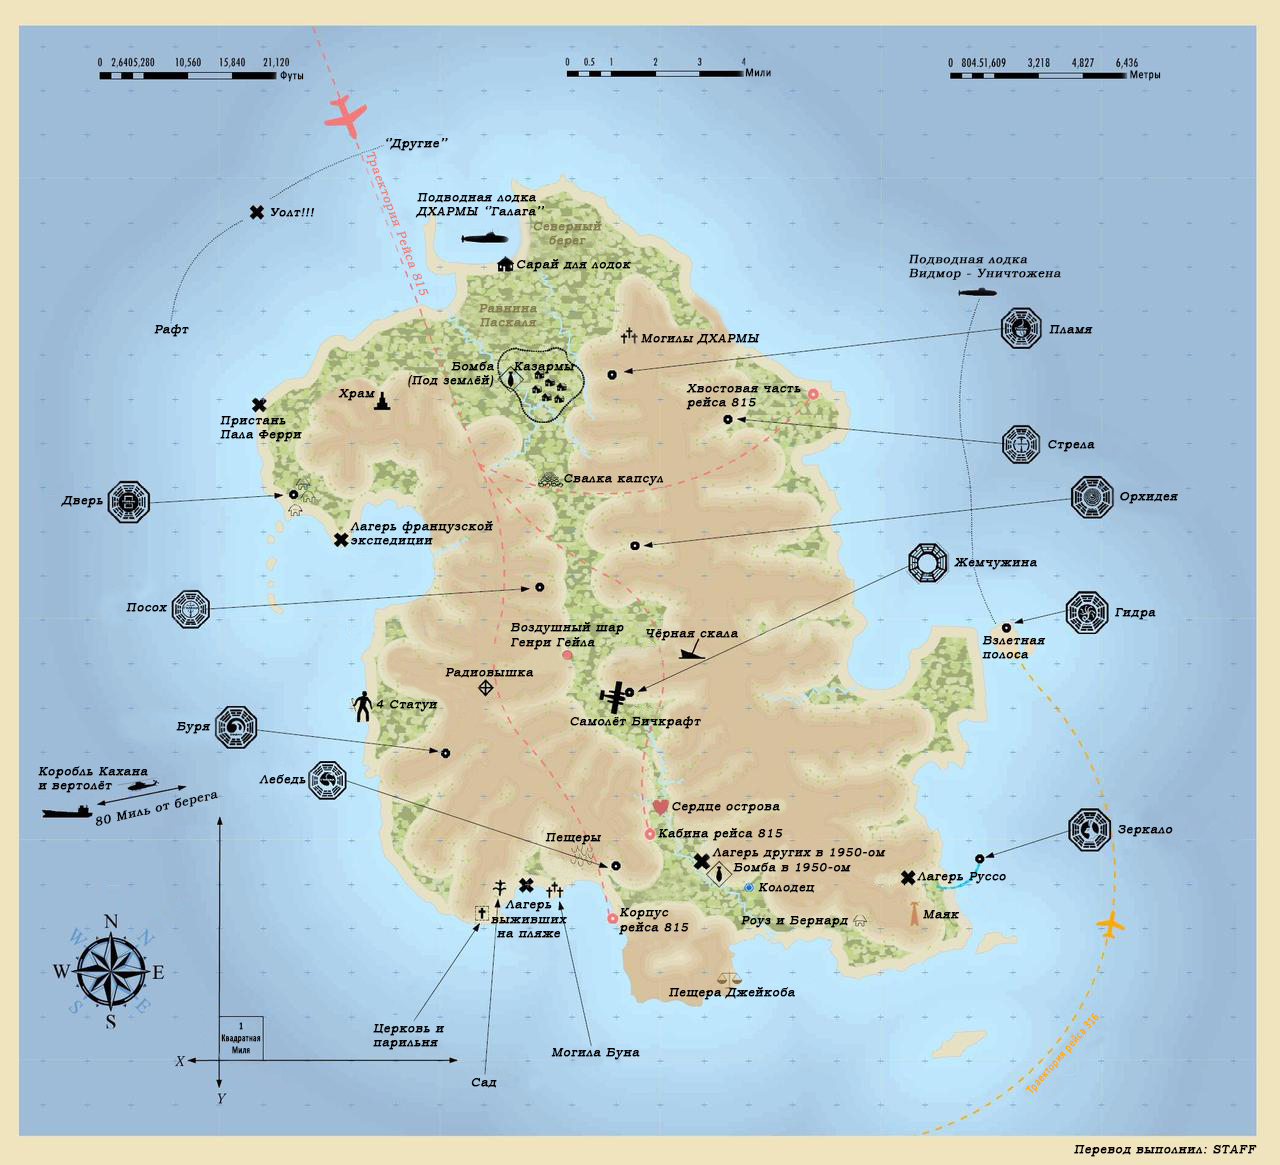 0 2,640 5,280 10,560 15,840 21,120
Футы
0 0.5 1 2 3 4
Мили
0 804.5 1,609 3,218 4,827 6,436
Метры
"Другие"
Траектория Рейса 815
Уолт!!!
Рафт
Подводная лодка
ДХАРМЫ "Галага"
Северный
берег
Сарай для лодок
Подводная лодка
Видмор - Уничтожена
Равнина
Паскаля
Могилы ДХАРМЫ
Пламя
Бомба
(Под землёй)
Казармы
Хвостовая часть
рейса 815
Храм
Пристань
Пала Ферри
Стрела
Свалка капсул
Дверь
Орхидея
Лагерь французской
экспедиции
Жемчужина
Посох
Гидра
Воздушный шар
Генри Гейла
Чёрная скала
Взлетная
полоса
Радиовышка
4 Статуи
Самолёт Бичкрафт
Буря
Лебедь
Коробль Кахана
и вертолёт
80 Миль от берега
Сердце острова
Кабина рейса 815
Зеркало
Пещеры
Лагерь других в 1950-ом
Бомба в 1950-ом
Лагерь Руссо
Колодец
Лагерь
выживших
на пляже
Корпус
рейса 815
Роуз и Бернард
Маяк
N
W
E
S
N
W
E
S
Пещера Джейкоба
1
Квадратная
Миля
X
Y
Церковь и
парильня
Могила Буна
Сад
Траектория рейса 316
Перевод выполнил: STAFF